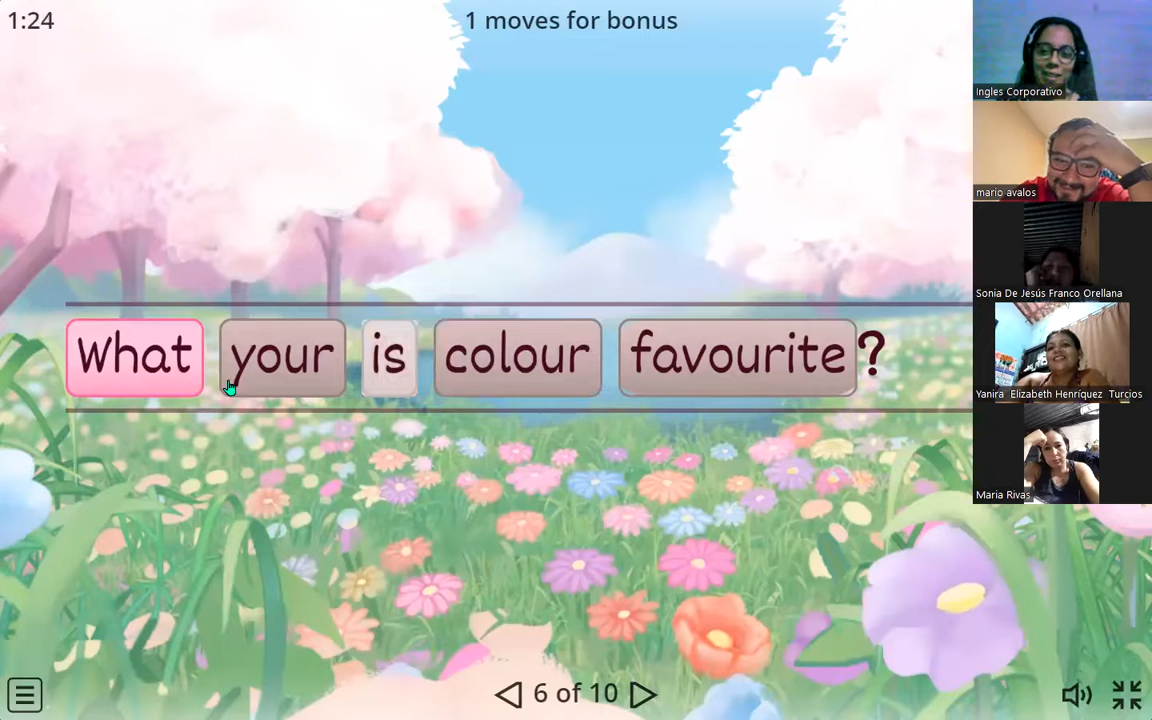 1:24
1 moves for bonus
What your is colour favourite?
6 of 10
Ingles Corporativo
mario avalos
Sonia De Jesús Franco Orellana
Yanira Elizabeth Henríquez Turcios
Maria Rivas